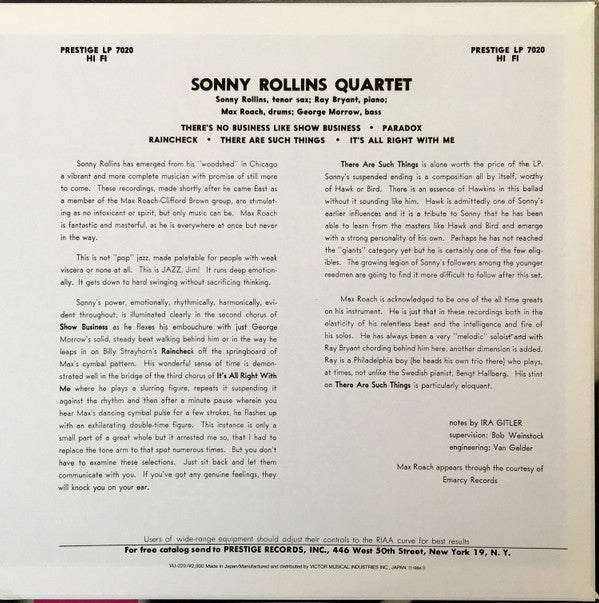 PRESTIGE LP 7020
HI FI
PRESTIGE LP 7020
HI FI
SONNY ROLLINS QUARTET
Sonny Rollins, tenor sax; Ray Bryant, piano;
Max Roach, drums; George Morrow, bass
THERE'S NO BUSINESS LIKE SHOW BUSINESS • PARADOX
RAINCHECK • THERE ARE SUCH THINGS • IT'S ALL RIGHT WITH ME
Sonny Rollins has emerged from his "woodshed" in Chicago
a vibrant and more complete musician with promise of still more
to come. These recordings, made shortly after he came East as
a member of the Max Roach-Clifford Brown group, are stimulat-
ing as no intoxicant or spirit, but only music can be. Max Roach
is fantastic and masterful, as he is everywhere at once but never
in the way.
This is not "pop" jazz, made palatable for people with weak
viscera or none at all. This is JAZZ, Jim! It runs deep emotion-
ally. It gets down to hard swinging without sacrificing thinking.
Sonny's power, emotionally, rhythmically, harmonically, evi-
dent throughout, is illuminated clearly in the second chorus of
Show Business as he flexes his embouchure with just George
Morrow's solid, steady beat walking behind him or in the way he
leaps in on Billy Strayhorn's Raincheck off the springboard of
Max's cymbal pattern. His wonderful sense of time is demon-
strated well in the bridge of the third chorus of It's All Right With
Me where he plays a slurring figure, repeats it suspending it
against the rhythm and then after a minute pause wherein you
hear Max's dancing cymbal pulse for a few strokes, he flashes up
with an exhilarating double-time figure. This instance is only a
small part of a great whole but it arrested me so, that I had to
replace the tone arm to that spot numerous times. But you don't
have to examine these selections. Just sit back and let them
communicate with you. If you've got any genuine feelings, they
will knock you on your ear.
There Are Such Things is alone worth the price of the LP.
Sonny's suspended ending is a composition all by itself, worthy
of Hawk or Bird. There is an essence of Hawkins in this ballad
without it sounding like him. Hawk is admittedly one of Sonny's
earlier influences and it is a tribute to Sonny that he has been
able to learn from the masters like Hawk and Bird and emerge
with a strong personality of his own. Perhaps he has not reached
the "giants" category yet but he is certainly one of the few elig-
ibles. The growing legion of Sonny's followers among the younger
reedmen are going to find it more difficult to follow after this set.
Max Roach is acknowledged to be one of the all time greats
on his instrument. He is just that in these recordings both in the
elasticity of his relentless beat and the intelligence and fire of
his solos. He has always been a very "melodic" soloist and with
Ray Bryant chording behind him here, another dimension is added.
Ray is a Philadelphia boy (he heads his own trio there) who plays,
at times, not unlike the Swedish pianist, Bengt Hallberg. His stint
on There Are Such Things is particularly eloquent.
notes by IRA GITLER
supervision: Bob Weinstock
engineering: Van Gelder
Max Roach appears through the courtesy of
Emarcy Records
Users of wide-range equipment should adjust their controls to the RIAA curve for best results
For free catalog send to PRESTIGE RECORDS, INC., 446 West 50th Street, New York 19, N. Y.
VIJ-229/¥2,300 Made in Japan/Manufactured and distributed by VICTOR MUSICAL INDUSTRIES INC., JAPAN. Ⓟ1984